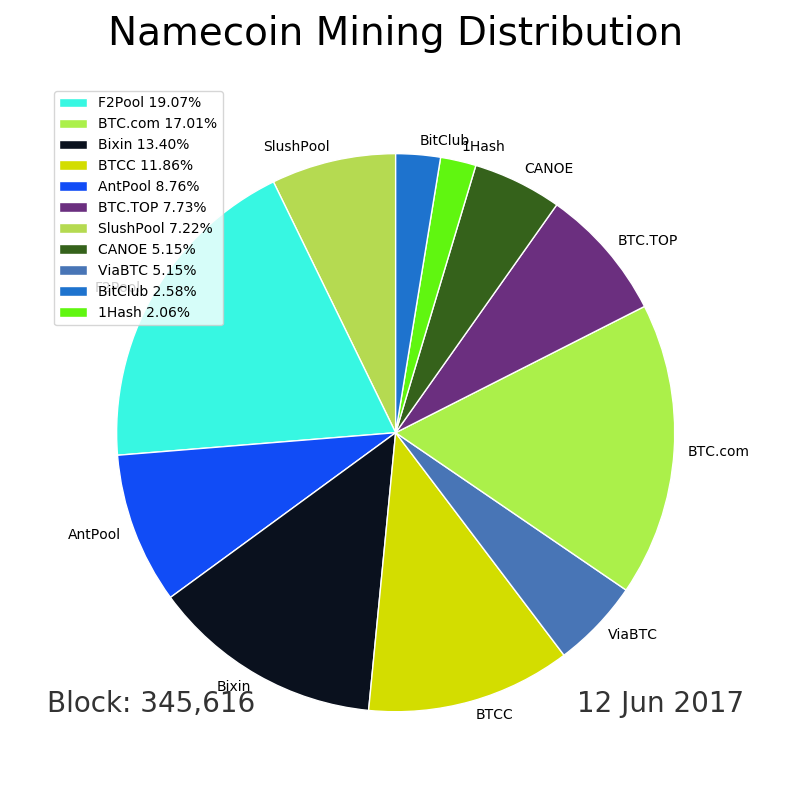 Namecoin Mining Distribution
F2Pool 19.07%
BTC.com 17.01%
Bixin 13.40%
BTCC 11.86%
AntPool 8.76%
BTC.TOP 7.73%
SlushPool 7.22%
CANOE 5.15%
ViaBTC 5.15%
BitClub 2.58%
1Hash 2.06%
SlushPool
BitClub
1Hash
CANOE
BTC.TOP
F2Pool
BTC.com
AntPool
ViaBTC
Bixin
BTCC
Block: 345,616
12 Jun 2017